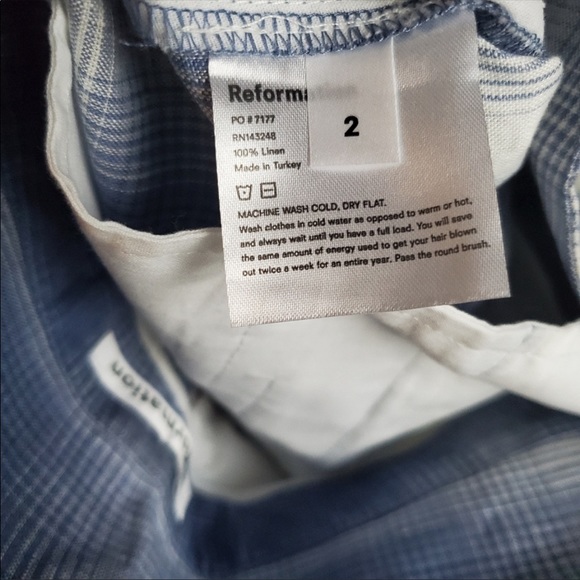 Reformation
2
PO # 7177
RN143248
100% Linen
Made in Turkey
MACHINE WASH COLD, DRY FLAT.
Wash clothes in cold water as opposed to warm or hot,
and always wait until you have a full load. You will save
the same amount of energy used to get your hair blown
out twice a week for an entire year. Pass the round brush.
Reformation